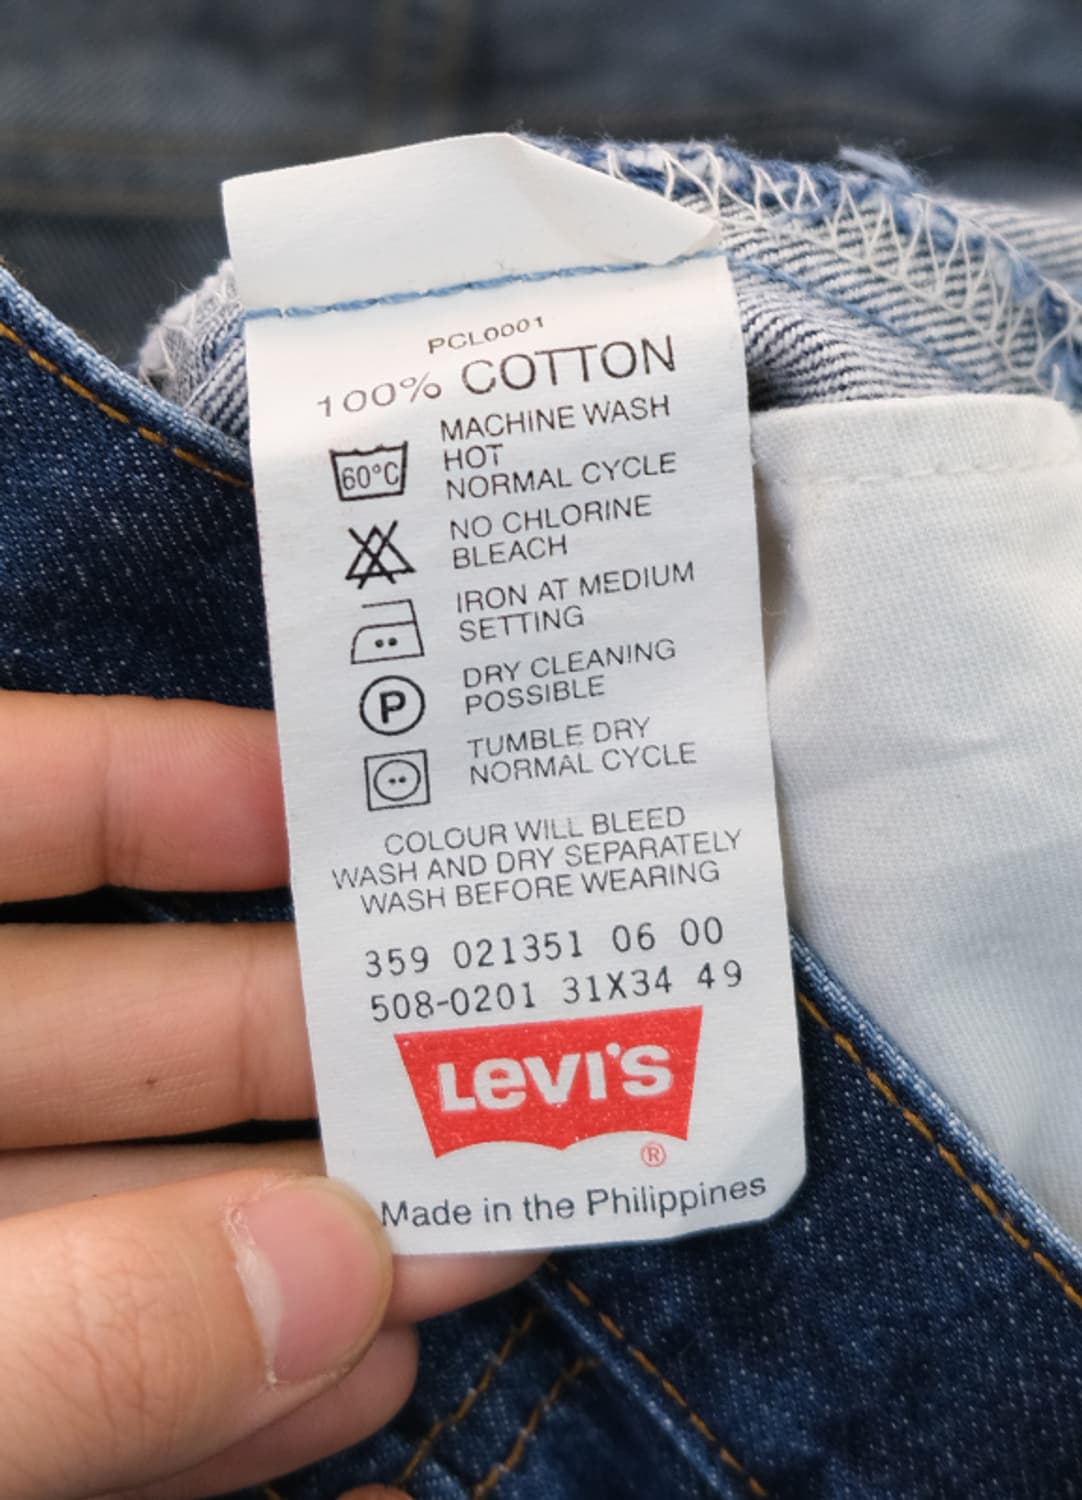 PCL0001
100% COTTON
60°C
MACHINE WASH
HOT
NORMAL CYCLE
NO CHLORINE
BLEACH
IRON AT MEDIUM
SETTING
P
DRY CLEANING
POSSIBLE
TUMBLE DRY
NORMAL CYCLE
COLOUR WILL BLEED
WASH AND DRY SEPARATELY
WASH BEFORE WEARING
359 021351 06 00
508-0201 31X34 49
LEVI'S
®
Made in the Philippines